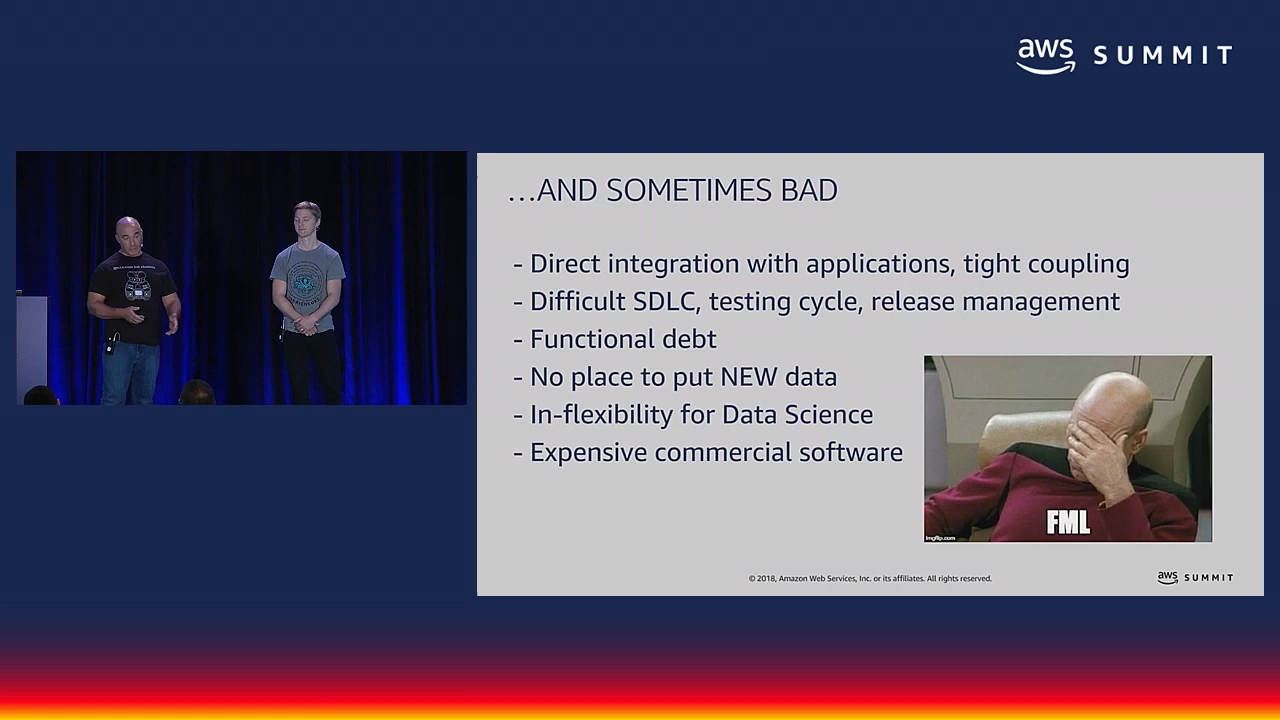 aws SUMMIT
...AND SOMETIMES BAD
- Direct integration with applications, tight coupling
- Difficult SDLC, testing cycle, release management
- Functional debt
- No place to put NEW data
- In-flexibility for Data Science
- Expensive commercial software
FML
imgflip.com
© 2018, Amazon Web Services, Inc. or its affiliates. All rights reserved.
aws SUMMIT